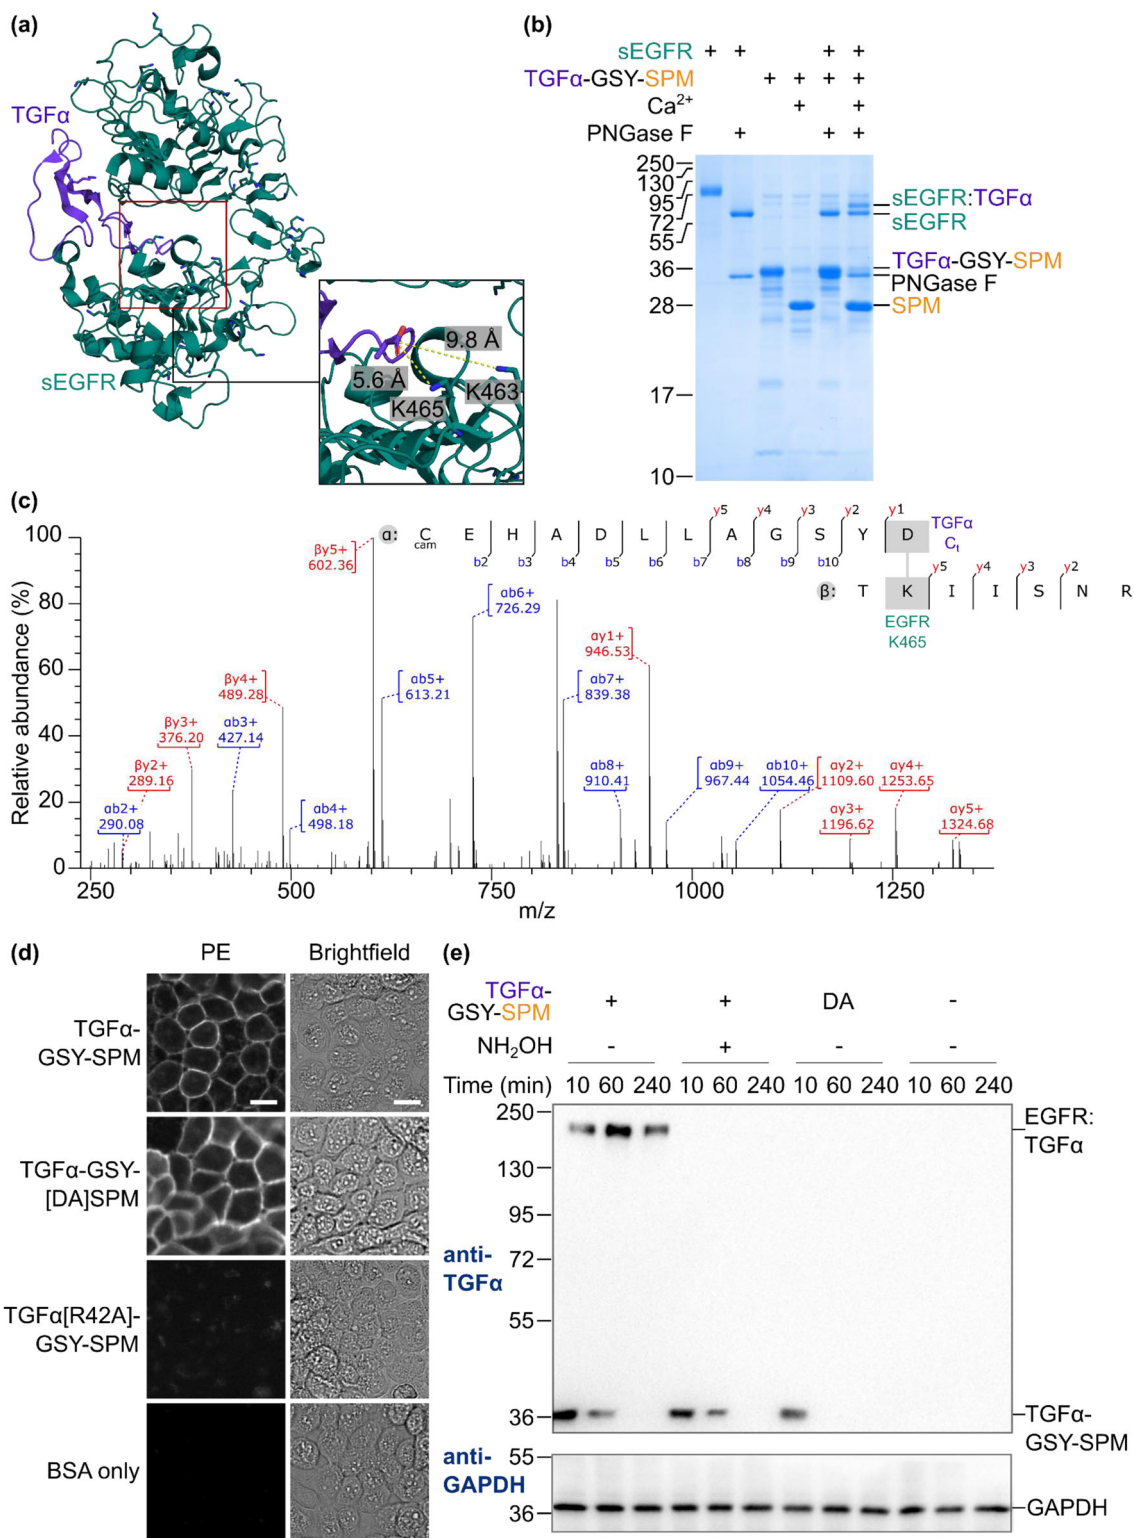 (a)
TGFα
sEGFR
9.8 Å
5.6 Å
K463
K465
(b)
sEGFR + + + +
TGFα-GSY-SPM + + + +
Ca2+ + +
PNGase F + + +
250
130
95
72
55
36
28
17
10
sEGFR:TGFα
sEGFR
TGFα-GSY-SPM
PNGase F
SPM
(c)
Relative abundance (%)
100
80
60
40
20
0
250 500 750 1000 1250
m/z
y5 y4 y3 y2 y1
α: C E H A D L L A G S Y D
cam
b2 b3 b4 b5 b6 b7 b8 b9 b10
TGFα
Ct
y5 y4 y3 y2
β: T K I I S N R
EGFR
K465
βy5+
602.36
αb6+
726.29
αy1+
946.53
βy4+
489.28
αb5+
613.21
αb7+
839.38
βy3+
376.20
αb3+
427.14
βy2+
289.16
αb2+
290.08
αb4+
498.18
αb8+
910.41
αb9+
967.44
αb10+
1054.46
αy2+
1109.60
αy4+
1253.65
αy3+
1196.62
αy5+
1324.68
(d)
PE Brightfield
TGFα-
GSY-SPM
TGFα-GSY-
[DA]SPM
TGFα[R42A]-
GSY-SPM
BSA only
(e)
TGFα-
GSY-SPM + + DA -
NH2OH - + - -
Time (min) 10 60 240 10 60 240 10 60 240 10 60 240
250
130
95
72
55
36
anti-
TGFα
EGFR:
TGFα
TGFα-
GSY-SPM
anti-
GAPDH
55
36
GAPDH